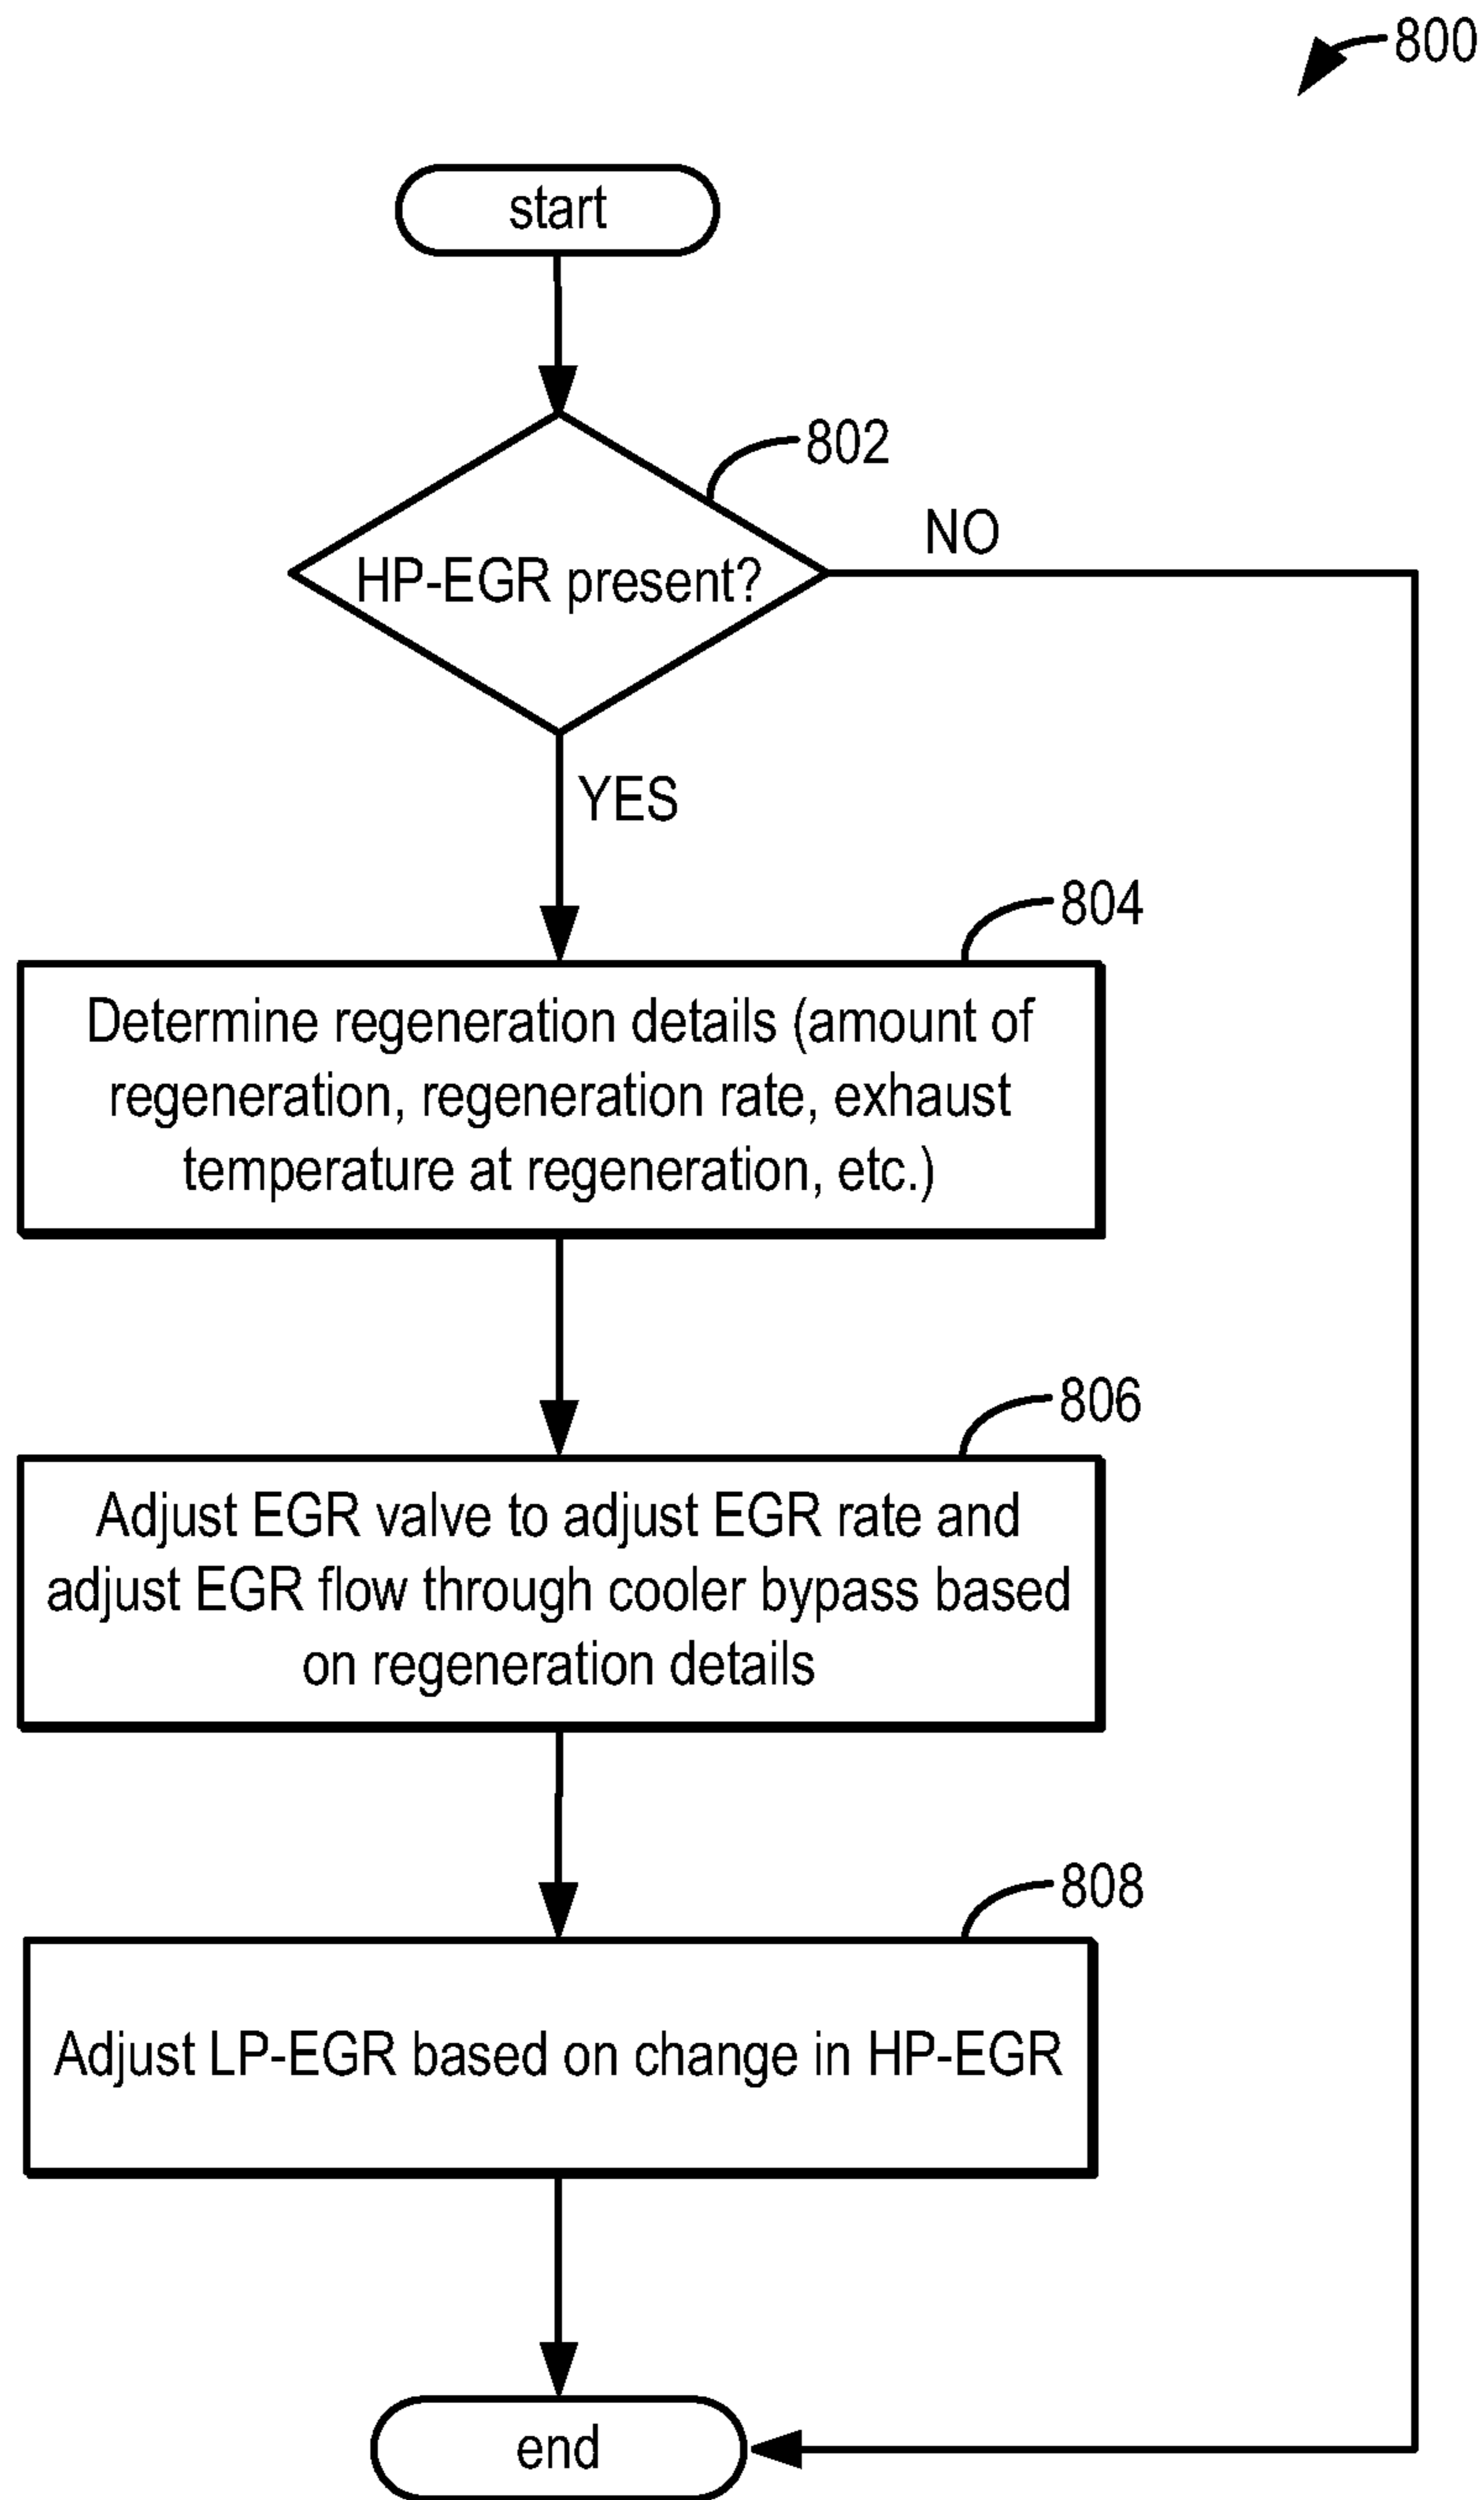 800
start
802
HP-EGR present?
NO
YES
804
Determine regeneration details (amount of
regeneration, regeneration rate, exhaust
temperature at regeneration, etc.)
806
Adjust EGR valve to adjust EGR rate and
adjust EGR flow through cooler bypass based
on regeneration details
808
Adjust LP-EGR based on change in HP-EGR
end